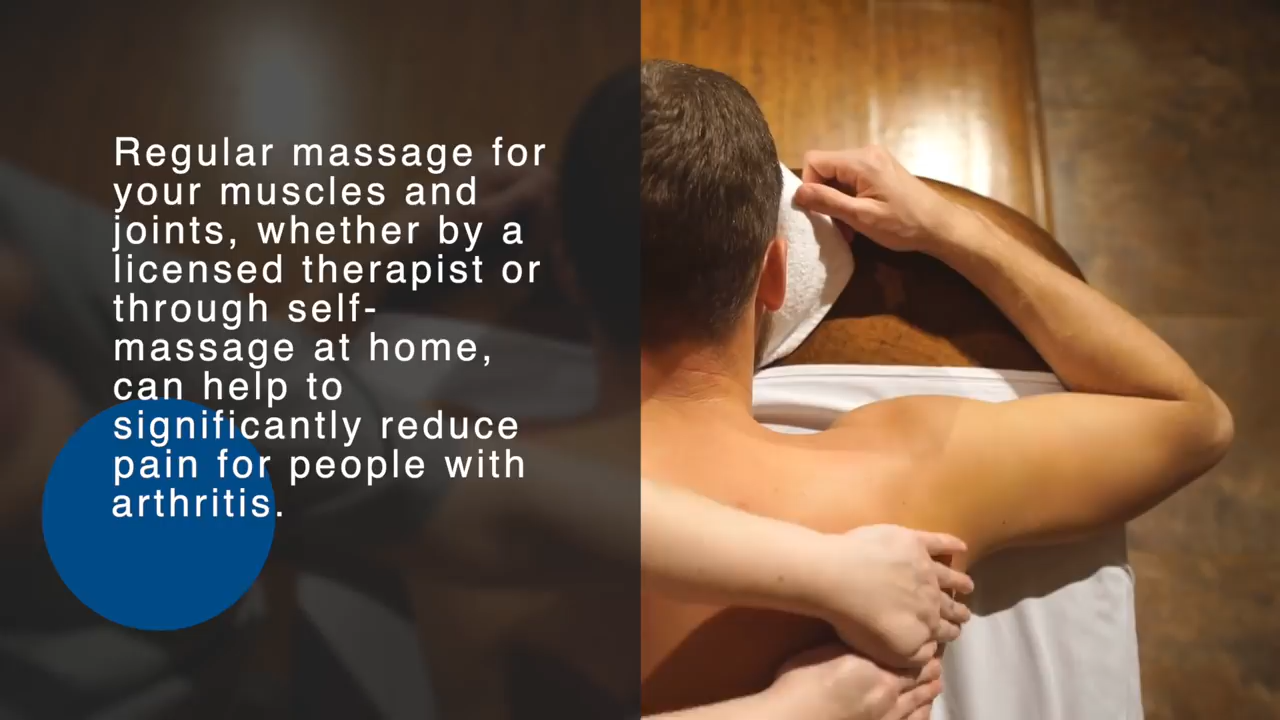 Regular massage for
your muscles and
joints, whether by a
licensed therapist or
through self-
massage at home,
can help to
significantly reduce
pain for people with
arthritis.